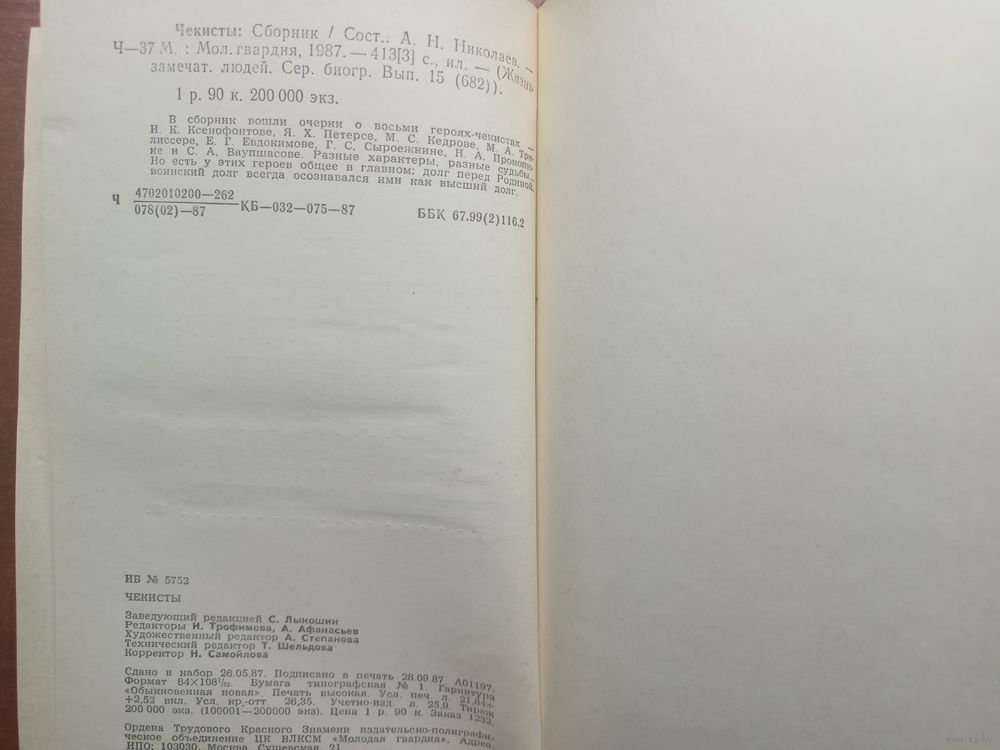 Чекисты: Сборник / Сост.: А. Н. Николаев. —
Ч—37 М. : Мол. гвардия, 1987. — 413[3] с., ил. — (Жизнь
замечат. людей. Сер. биогр. Вып. 15 (682)).
1 р. 90 к. 200 000 экз.
В сборник вошли очерки о восьми героях-чекистах —
И. К. Ксенофонтове, Я. Х. Петерсе, М. С. Кедрове, М. А. Три-
лиссере, Е. Г. Евдокимове, Г. С. Сыроежкине, Н. А. Прокопю-
ке и С. А. Ваупшасове. Разные характеры, разные судьбы...
Но есть у этих героев общее в главном: долг перед Родиной,
воинский долг всегда осознавался ими как высший долг.
Ч 4702010200—262
078(02)—87 КБ—032—075—87 ББК 67.99(2)116.2
ИБ № 5752
ЧЕКИСТЫ
Заведующий редакцией С. Лыкошин
Редакторы И. Трофимова, А. Афанасьев
Художественный редактор А. Степанова
Технический редактор Т. Шельдова
Корректор Н. Самойлова
Сдано в набор 26.05.87. Подписано в печать 28.09.87. А01107.
Формат 84×108¹/₃₂. Бумага типографская № 1. Гарнитура
«Обыкновенная новая». Печать высокая. Усл. печ. л. 21,84+
+2,52 вкл. Усл. кр.-отт. 26,35. Учетно-изд. л. 25,9. Тираж
200 000 экз. (100001—200000 экз.) Цена 1 р. 90 к. Заказ 1232.
Ордена Трудового Красного Знамени издательско-полиграфи-
ческое объединение ЦК ВЛКСМ «Молодая гвардия». Адрес
ИПО: 103030, Москва, Сущевская, 21.
www.ay.by